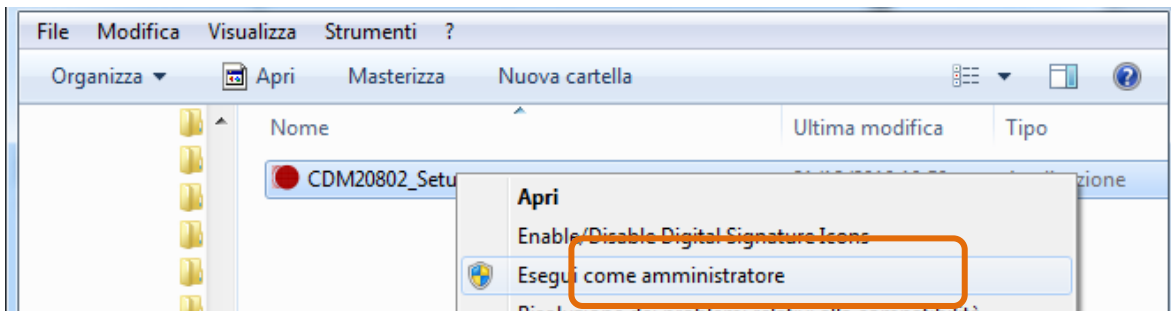 File Modifica Visualizza Strumenti ?
Organizza Apri Masterizza Nuova cartella
Nome Ultima modifica Tipo
CDM20802_Setu
Apri
Enable/Disable Digital Signature Icons
Esegui come amministratore